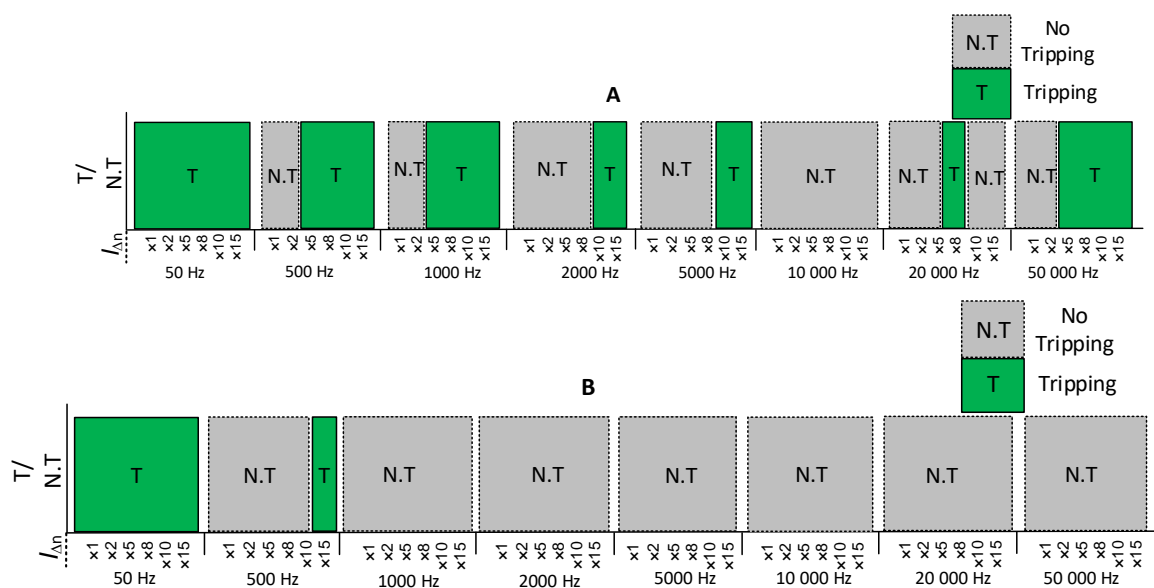 N.T
No
Tripping
T
Tripping
A
T/
N.T
T
N.T
T
N.T
T
N.T
T
N.T
T
N.T
N.T
T
N.T
N.T
T
IΔn
×1 ×2 ×5 ×8 ×10 ×15
×1 ×2 ×5 ×8 ×10 ×15
×1 ×2 ×5 ×8 ×10 ×15
×1 ×2 ×5 ×8 ×10 ×15
×1 ×2 ×5 ×8 ×10 ×15
×1 ×2 ×5 ×8 ×10 ×15
×1 ×2 ×5 ×8 ×10 ×15
×1 ×2 ×5 ×8 ×10 ×15
50 Hz 500 Hz 1000 Hz 2000 Hz 5000 Hz 10 000 Hz 20 000 Hz 50 000 Hz
N.T
No
Tripping
T
Tripping
B
T/
N.T
T
N.T
T
N.T
N.T
N.T
N.T
N.T
N.T
IΔn
×1 ×2 ×5 ×8 ×10 ×15
×1 ×2 ×5 ×8 ×10 ×15
×1 ×2 ×5 ×8 ×10 ×15
×1 ×2 ×5 ×8 ×10 ×15
×1 ×2 ×5 ×8 ×10 ×15
×1 ×2 ×5 ×8 ×10 ×15
×1 ×2 ×5 ×8 ×10 ×15
×1 ×2 ×5 ×8 ×10 ×15
50 Hz 500 Hz 1000 Hz 2000 Hz 5000 Hz 10 000 Hz 20 000 Hz 50 000 Hz